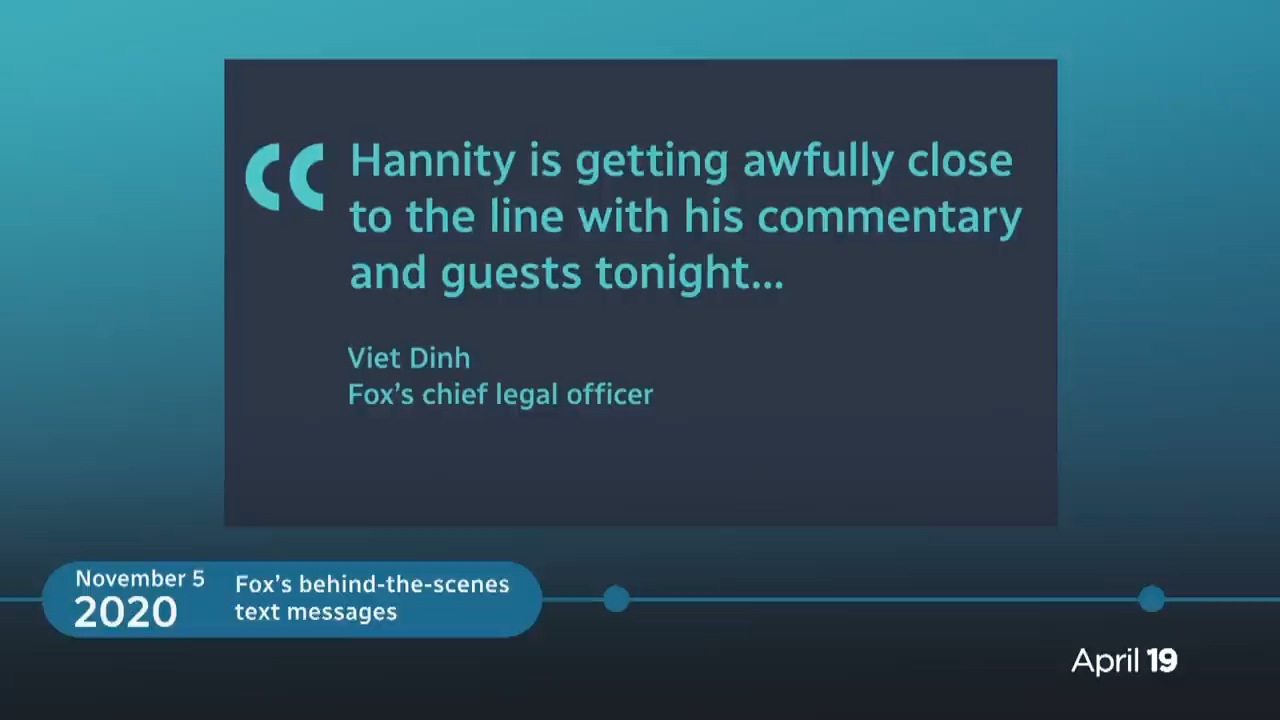 Hannity is getting awfully close
to the line with his commentary
and guests tonight...
Viet Dinh
Fox's chief legal officer
November 5
2020
Fox's behind-the-scenes
text messages
April 19